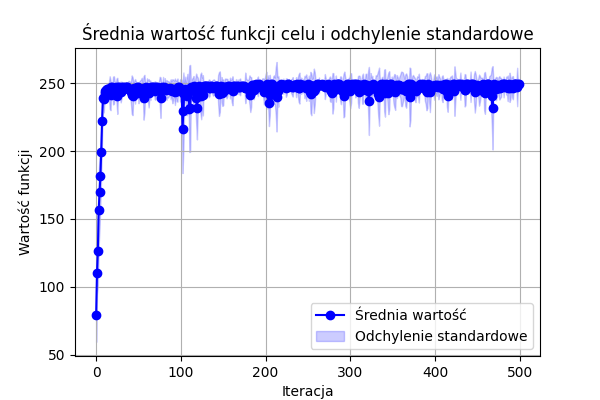 Średnia wartość funkcji celu i odchylenie standardowe
Wartość funkcji
250
200
150
100
50
0 100 200 300 400 500
Iteracja
Średnia wartość
Odchylenie standardowe